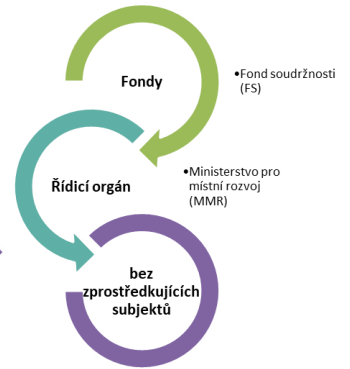 Fondy
•Fond soudržnosti
(FS)
Řídicí orgán
•Ministerstvo pro
místní rozvoj
(MMR)
bez
zprostředkujících
subjektů